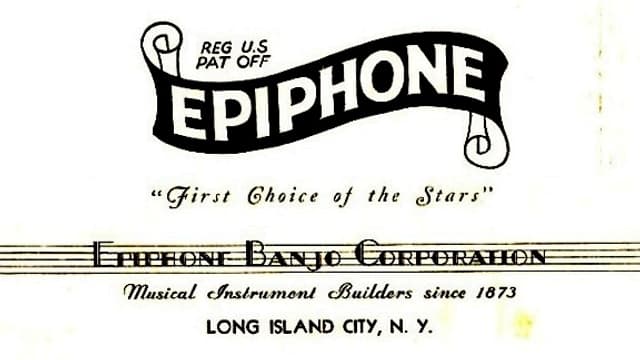 REG U.S
PAT OFF
EPIPHONE
"First Choice of the Stars"
EPIPHONE BANJO CORPORATION
Musical Instrument Builders since 1873
LONG ISLAND CITY, N. Y.